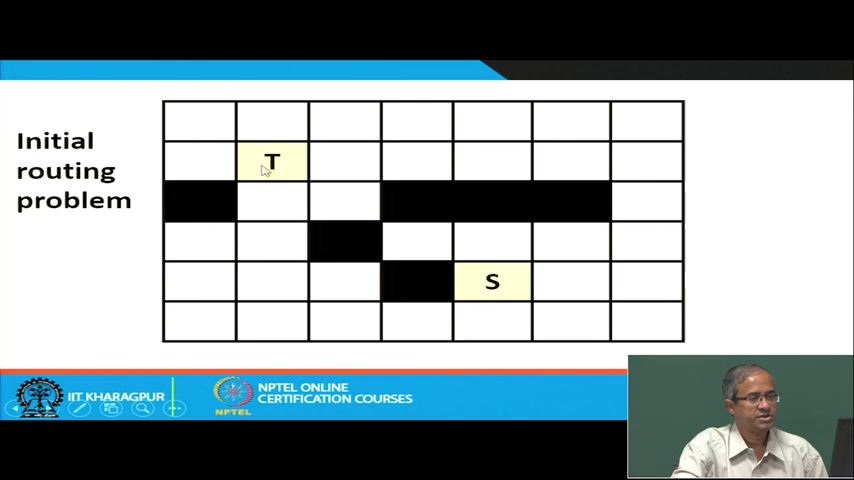 Initial
routing
problem
T
S
IIT KHARAGPUR
NPTEL
NPTEL ONLINE
CERTIFICATION COURSES